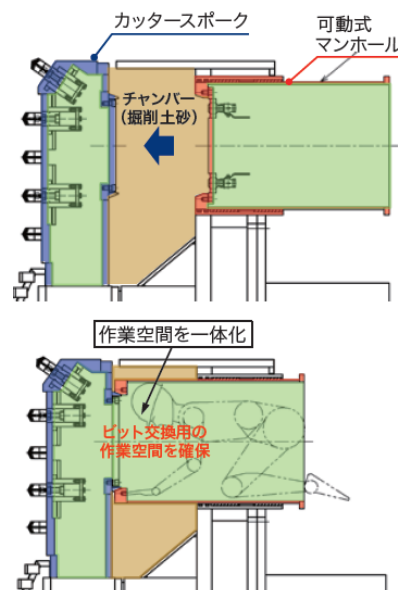 カッタースポーク
可動式
マンホール
チャンバー
(掘削土砂)
作業空間を一体化
ビット交換用の
作業空間を確保